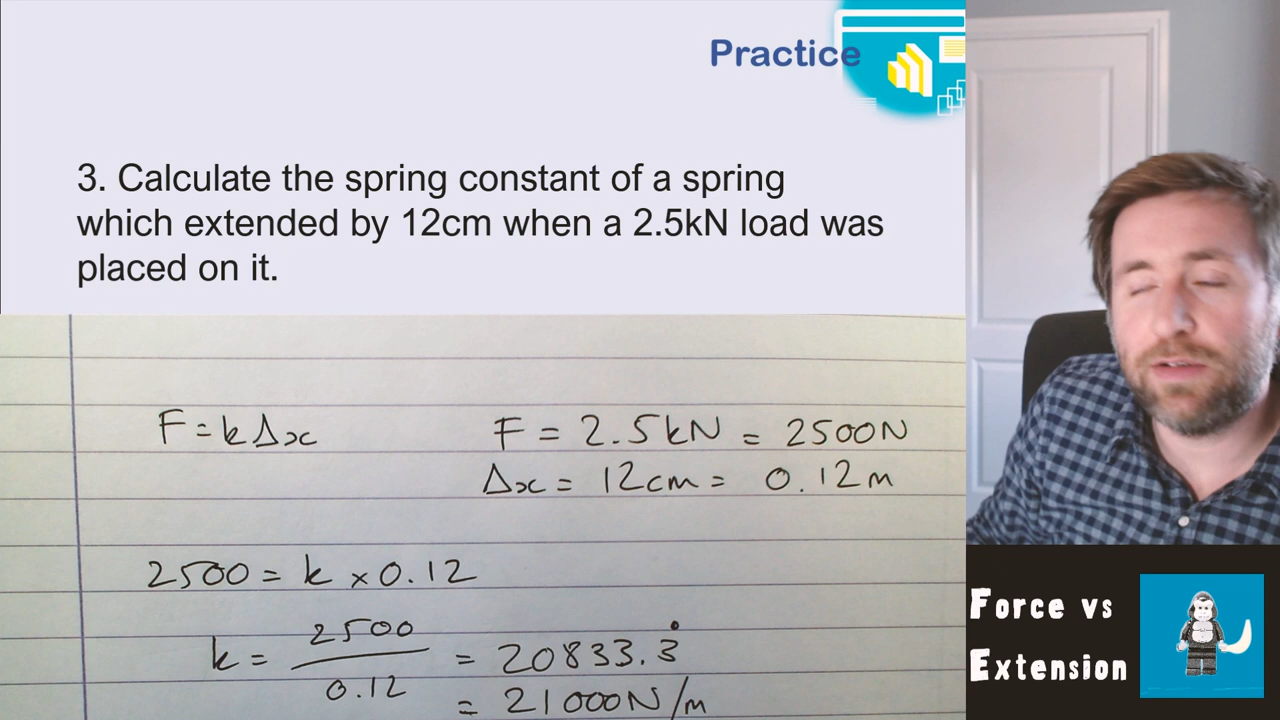 Practice
3. Calculate the spring constant of a spring
which extended by 12cm when a 2.5kN load was
placed on it.
F = kΔx
F = 2.5kN = 2500N
Δx = 12cm = 0.12m
2500 = k × 0.12
k = 2500/0.12 = 20833.3̇
= 21000N/m
Force vs
Extension